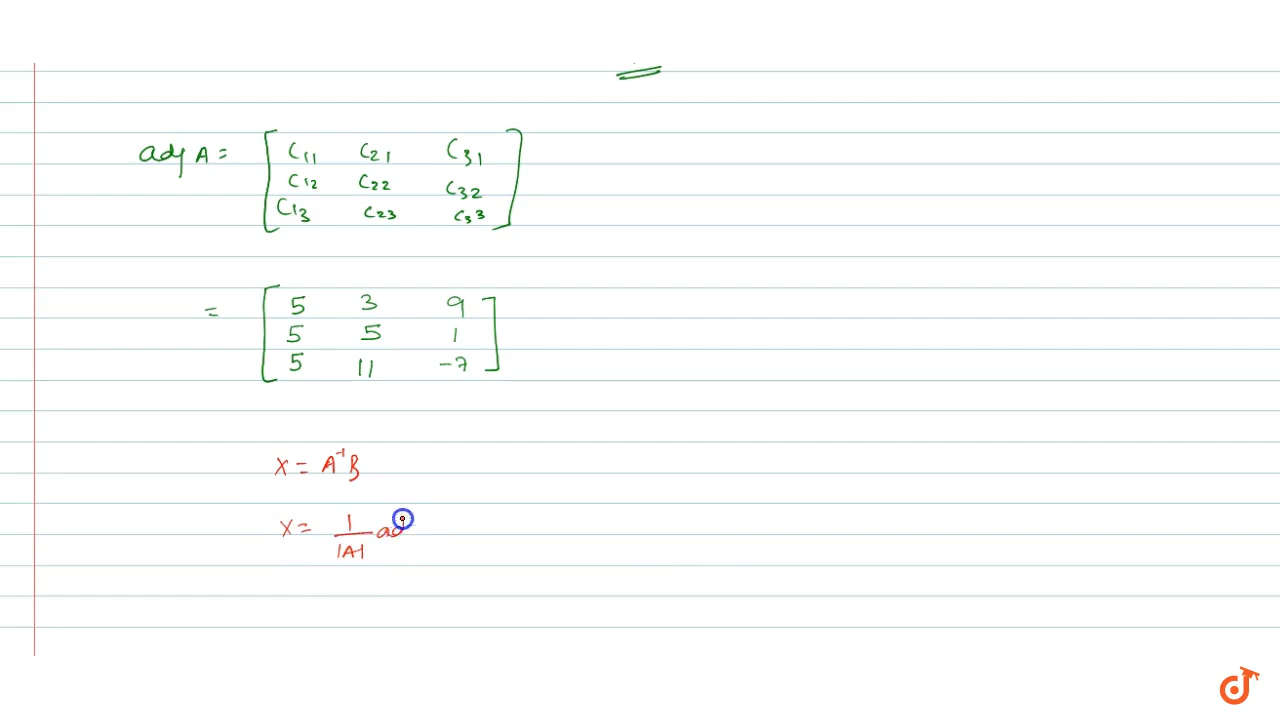 adj A = [ C11 C21 C31
C12 C22 C32
C13 C23 C33 ]
= [ 5 3 9
5 5 1
5 11 -7 ]
X = A⁻¹B
X = 1/|A| ad